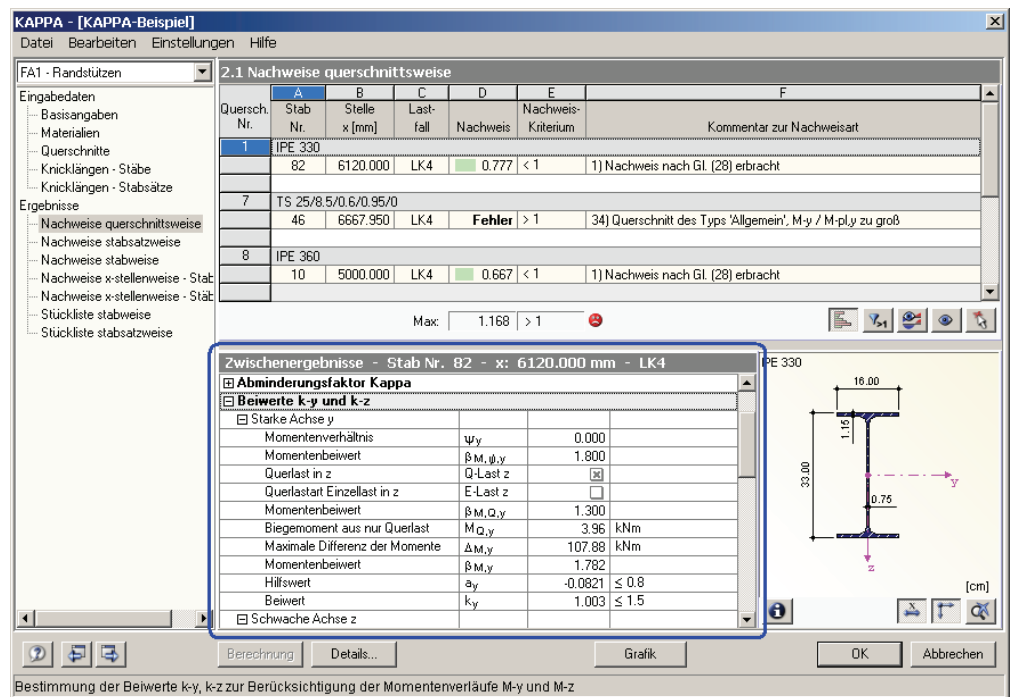 KAPPA - [KAPPA-Beispiel]
Datei Bearbeiten Einstellungen Hilfe
FA1 - Randstützen
Eingabedaten
Basisangaben
Materialien
Querschnitte
Knicklängen - Stäbe
Knicklängen - Stabsätze
Ergebnisse
Nachweise querschnittsweise
Nachweise stabsatzweise
Nachweise stabweise
Nachweise x-stellenweise - Stab
Nachweise x-stellenweise - Stäb
Stückliste stabweise
Stückliste stabsatzweise
2.1 Nachweise querschnittsweise
A B C D E F
Quersch. Stab Stelle Last- Nachweis-
Nr. Nr. x [mm] fall Nachweis Kriterium Kommentar zur Nachweisart
1 IPE 330
82 6120.000 LK4 0.777 < 1 1) Nachweis nach Gl. (28) erbracht
7 TS 25/8.5/0.6/0.95/0
46 6667.950 LK4 Fehler > 1 34) Querschnitt des Typs 'Allgemein', M-y / M-pl,y zu groß
8 IPE 360
10 5000.000 LK4 0.667 < 1 1) Nachweis nach Gl. (28) erbracht
Max: 1.168 > 1
>1
Zwischenergebnisse - Stab Nr. 82 - x: 6120.000 mm - LK4
Abminderungsfaktor Kappa
Beiwerte k-y und k-z
Starke Achse y
Momentenverhältnis ψy 0.000
Momentenbeiwert βM,ψ,y 1.800
Querlast in z Q-Last z
Querlastart Einzellast in z E-Last z
Momentenbeiwert βM,Q,y 1.300
Biegemoment aus nur Querlast MQ,y 3.96 kNm
Maximale Differenz der Momente ΔM,y 107.88 kNm
Momentenbeiwert βM,y 1.782
Hilfswert ay -0.0821 ≤ 0.8
Beiwert ky 1.003 ≤ 1.5
Schwache Achse z
IPE 330
16.00
1.15
33.00
0.75
y
z
[cm]
x
Berechnung Details... Grafik OK Abbrechen
Bestimmung der Beiwerte k-y, k-z zur Berücksichtigung der Momentenverläufe M-y und M-z